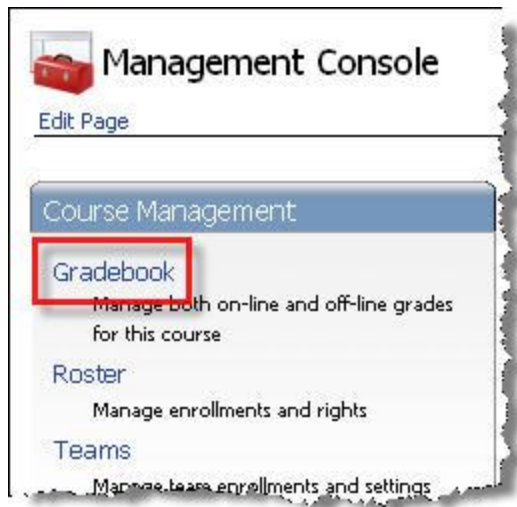 Management Console
Edit Page
Course Management
Gradebook
Manage both on-line and off-line grades
for this course
Roster
Manage enrollments and rights
Teams
Manage team enrollments and settings